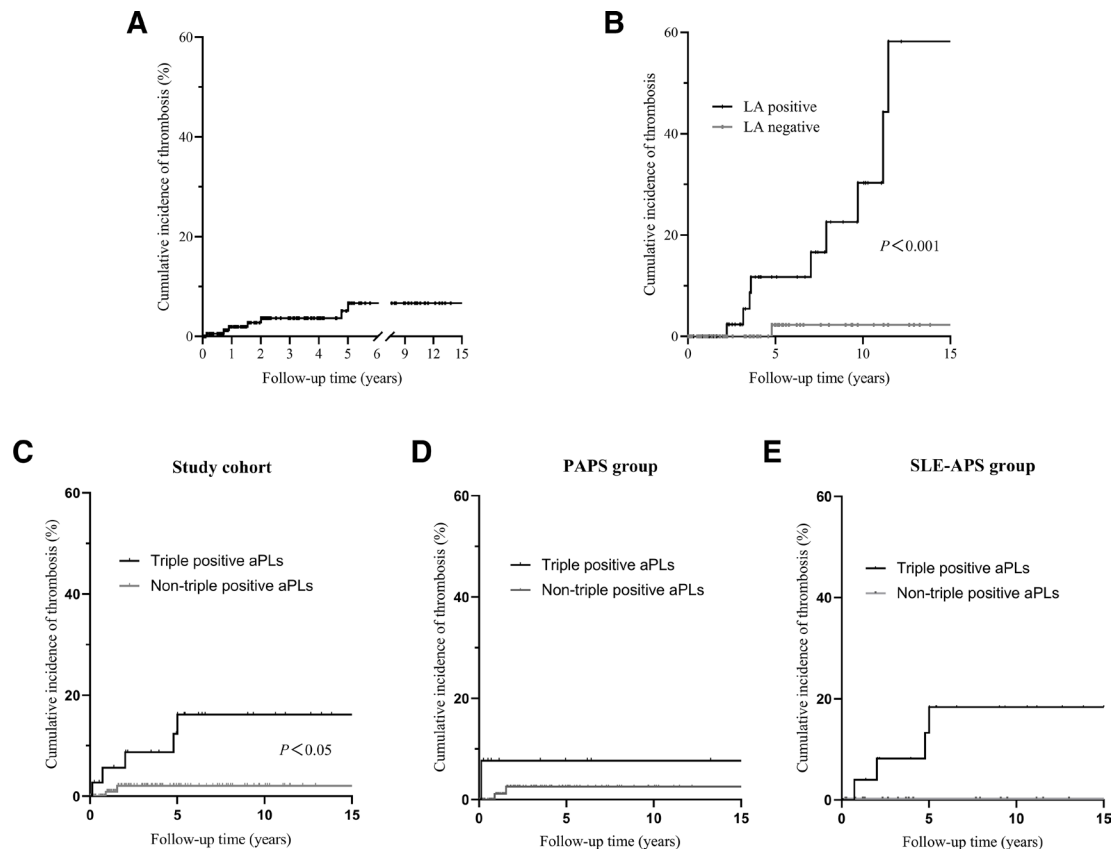 A
Cumulative incidence of thrombosis (%)
60
40
20
0
0 1 2 3 4 5 6 9 12 15
Follow-up time (years)
B
Cumulative incidence of thrombosis
60
40
20
0
LA positive
LA negative
P<0.001
0 5 10 15
Follow-up time (years)
C
Study cohort
Cumulative incidence of thrombosis (%)
60
40
20
0
Triple positive aPLs
Non-triple positive aPLs
P<0.05
0 5 10 15
Follow-up time (years)
D
PAPS group
Cumulative incidence of thrombosis (%)
60
40
20
0
Triple positive aPLs
Non-triple positive aPLs
0 5 10 15
Follow-up time (years)
E
SLE-APS group
Cumulative incidence of thrombosis (%)
60
40
20
0
Triple positive aPLs
Non-triple positive aPLs
0 5 10 15
Follow-up time (years)